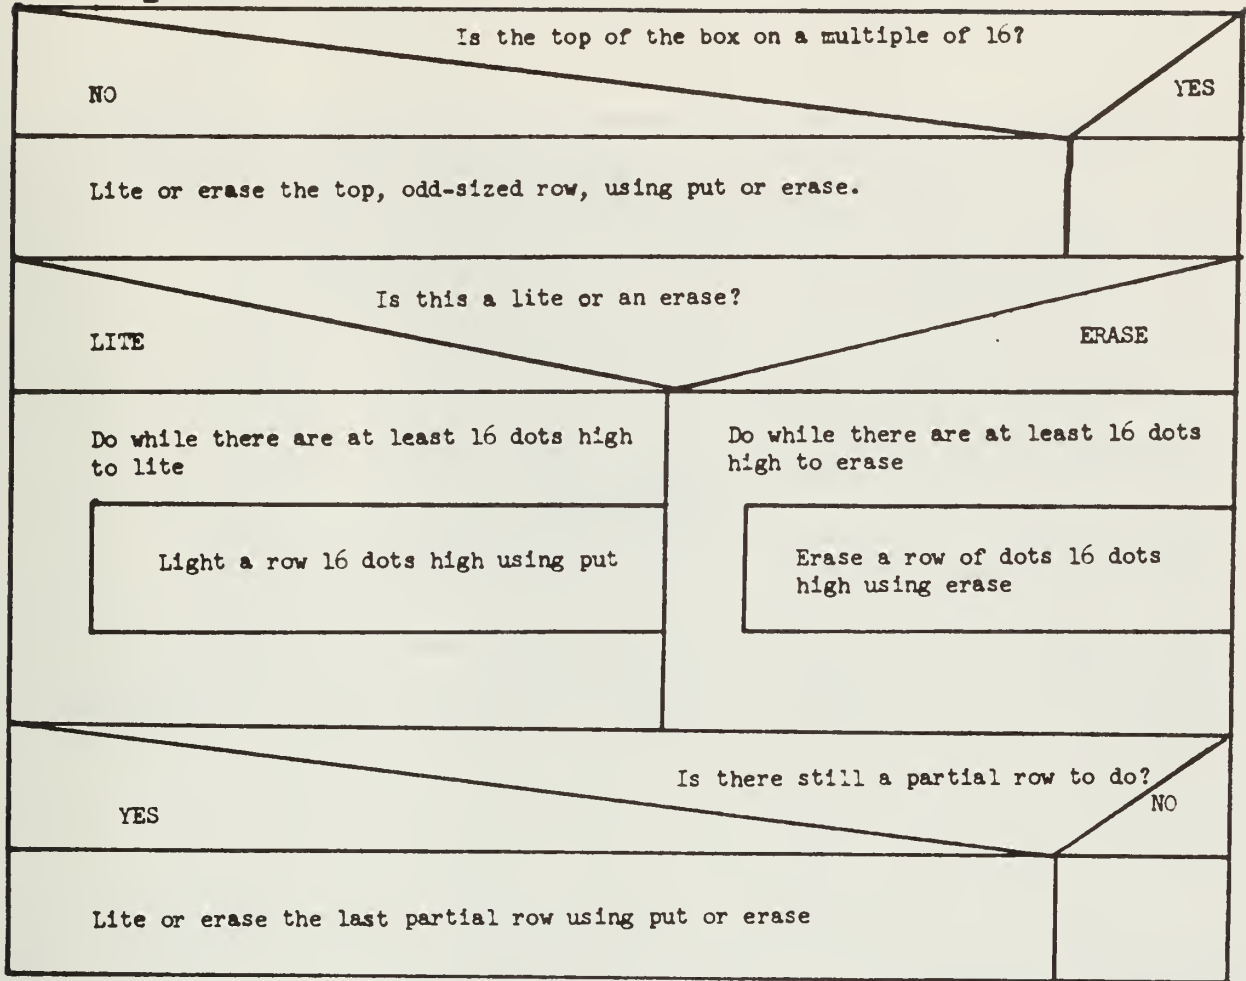 Is the top of the box on a multiple of 16?
NO
YES
Lite or erase the top, odd-sized row, using put or erase.
Is this a lite or an erase?
LITE
ERASE
Do while there are at least 16 dots high
to lite
Light a row 16 dots high using put
Do while there are at least 16 dots
high to erase
Erase a row of dots 16 dots
high using erase
Is there still a partial row to do?
YES
NO
Lite or erase the last partial row using put or erase